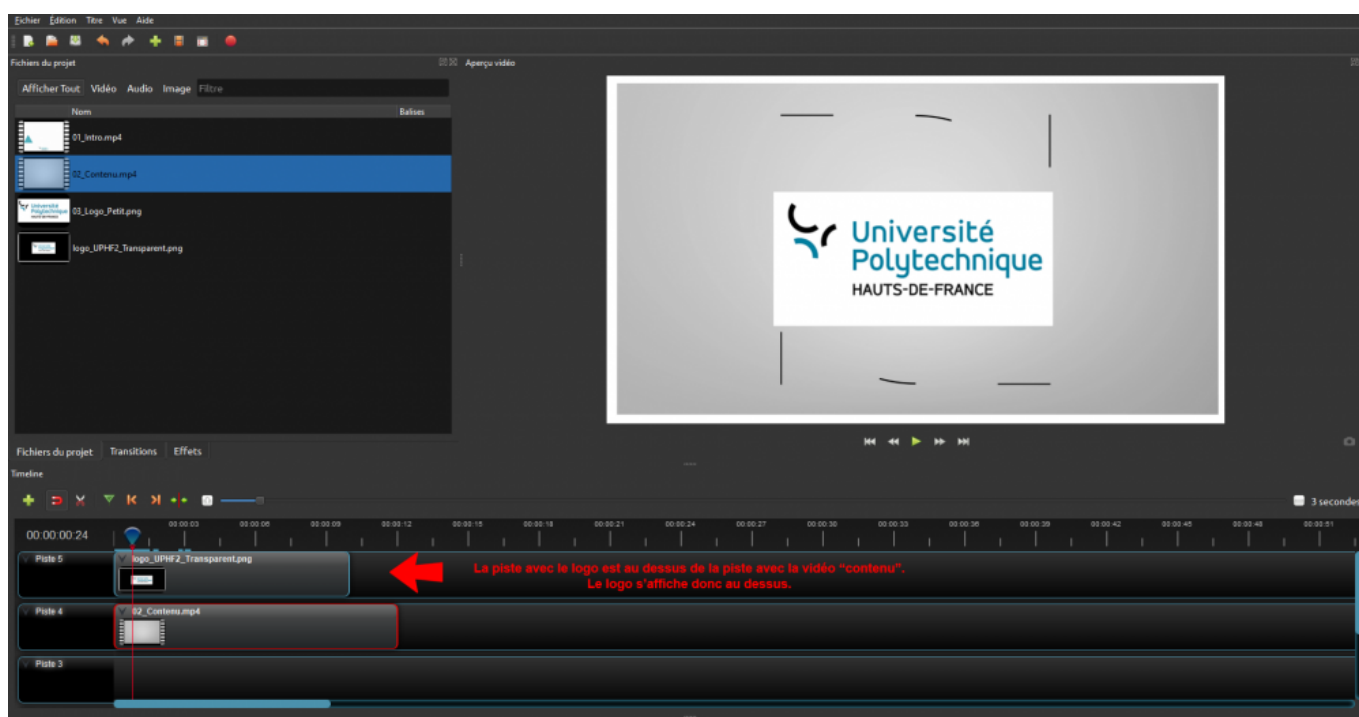 Fichier Édition Titre Vue Aide
Fichiers du projet
Aperçu vidéo
Afficher Tout Vidéo Audio Image Filtre
Nom Balises
01_Intro.mp4
02_Contenu.mp4
03_Logo_Petit.png
logo_UPHF2_Transparent.png
Université
Polytechnique
HAUTS-DE-FRANCE
Fichiers du projet Transitions Effets
Timeline
3 secondes
00:00:00:24
00:00:03 00:00:06 00:00:09 00:00:12 00:00:15 00:00:18 00:00:21 00:00:24 00:00:27 00:00:30 00:00:33 00:00:36 00:00:39 00:00:42 00:00:45 00:00:48 00:00:51
Piste 5 logo_UPHF2_Transparent.png
La piste avec le logo est au dessus de la piste avec la vidéo “contenu”.
Le logo s’affiche donc au dessus.
Piste 4 02_Contenu.mp4
Piste 3